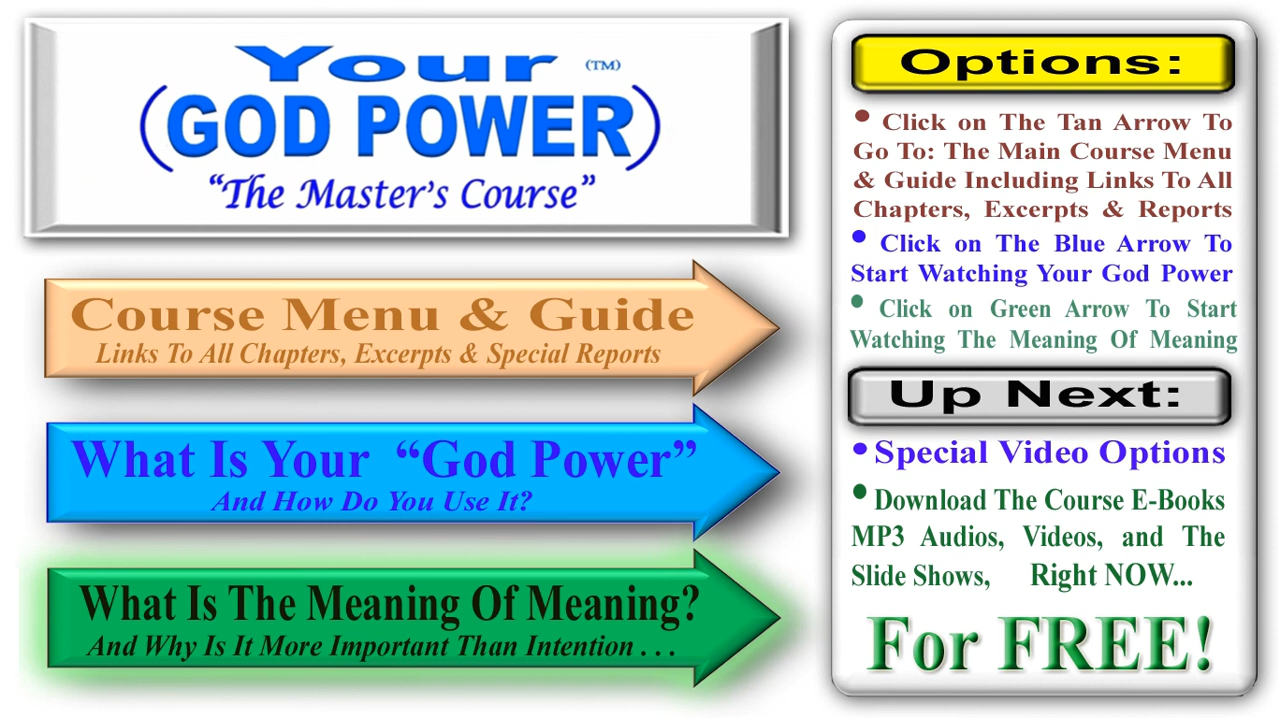 Your (TM)
(GOD POWER)
“The Master's Course”
Course Menu & Guide
Links To All Chapters, Excerpts & Special Reports
What Is Your “God Power”
And How Do You Use It?
What Is The Meaning Of Meaning?
And Why Is It More Important Than Intention . . .
Options:
• Click on The Tan Arrow To
Go To: The Main Course Menu
& Guide Including Links To All
Chapters, Excerpts & Reports
• Click on The Blue Arrow To
Start Watching Your God Power
• Click on Green Arrow To Start
Watching The Meaning Of Meaning
Up Next:
• Special Video Options
• Download The Course E-Books
MP3 Audios, Videos, and The
Slide Shows, Right NOW...
For FREE!